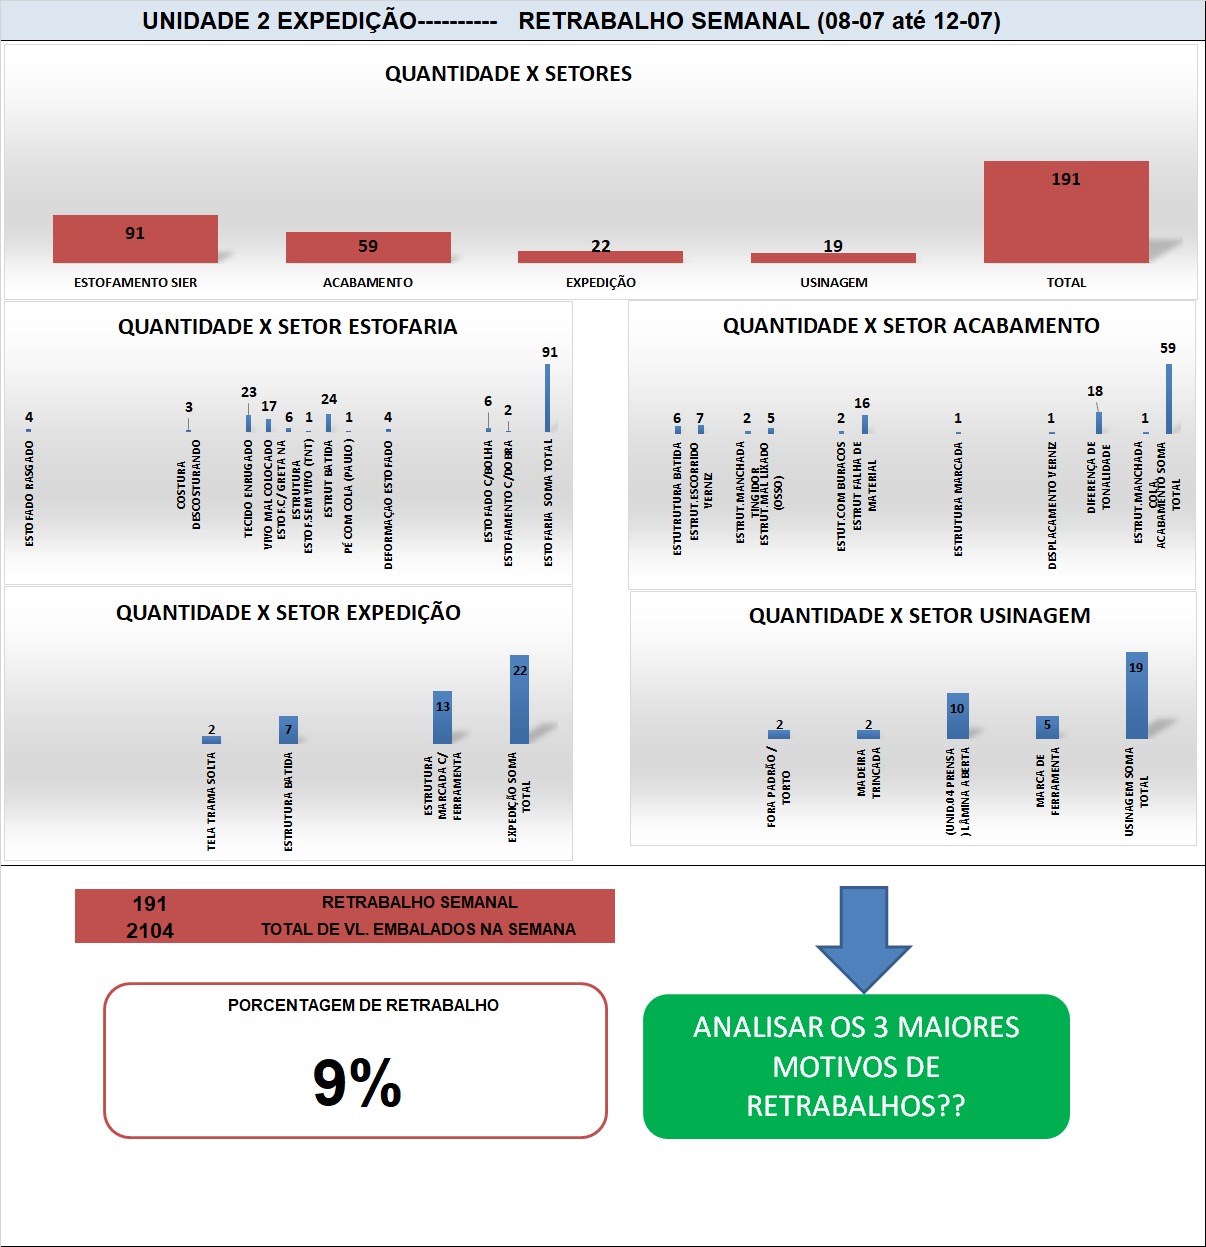 UNIDADE 2 EXPEDIÇÃO---------- RETRABALHO SEMANAL (08-07 até 12-07)
QUANTIDADE X SETORES
91
59
22
19
191
ESTOFAMENTO SIER
ACABAMENTO
EXPEDIÇÃO
USINAGEM
TOTAL
QUANTIDADE X SETOR ESTOFARIA
4
3
23
17
6
1
24
1
4
6
2
91
ESTOFADO RASGADO
COSTURA
DISCOSTURANDO
TECIDO ENRUGADO
VIVO MAL COLOCADO
ESTOF.C/ GRETA NA
ESTRUTURA
ESTOF.SEM VIVO (TNT)
ESTRUT BATIDA
PÉ COM COLA (PAULO)
DEFORMAÇAO ESTOFADO
ESTOFADO C/BOLHA
ESTOFAMENTO C/DOBRA
ESTOFARIA SOMA TOTAL
QUANTIDADE X SETOR ACABAMENTO
6
7
2
5
2
16
1
1
18
1
59
ESTUTRUTURA BATIDA
ESTRUT.ESCORRIDO
VERNIZ
ESTRUT.MANCHADA
TINGIDOR
ESTRUT.MAL LIXADO
(OSSO)
ESTUT.COM BURACOS
ESTRUT FALHA DE
MATERIAL
ESTRUTURA MARCADA
DESPLACAMENTO VERNIZ
DIFERENÇA DE
TONALIDADE
ESTRUT.MANCHADA
COLA
ACABAMENTO SOMA
TOTAL
QUANTIDADE X SETOR EXPEDIÇÃO
2
7
13
22
TELA TRAMA SOLTA
ESTRUTURA BATIDA
ESTRUTURA
MARCADA C/
FERRAMENTA
EXPEDIÇÃO SOMA
TOTAL
QUANTIDADE X SETOR USINAGEM
2
2
10
5
19
FORA PADRÃO /
TORTO
MADEIRA
TRINCADA
(UNID.04 PRENSA
) LÂMINA ABERTA
MARCA DE
FERRAMENTA
USINAGEM SOMA
TOTAL
191 RETRABALHO SEMANAL
2104 TOTAL DE VL. EMBALADOS NA SEMANA
PORCENTAGEM DE RETRABALHO
9%
ANALISAR OS 3 MAIORES
MOTIVOS DE
RETRABALHOS??